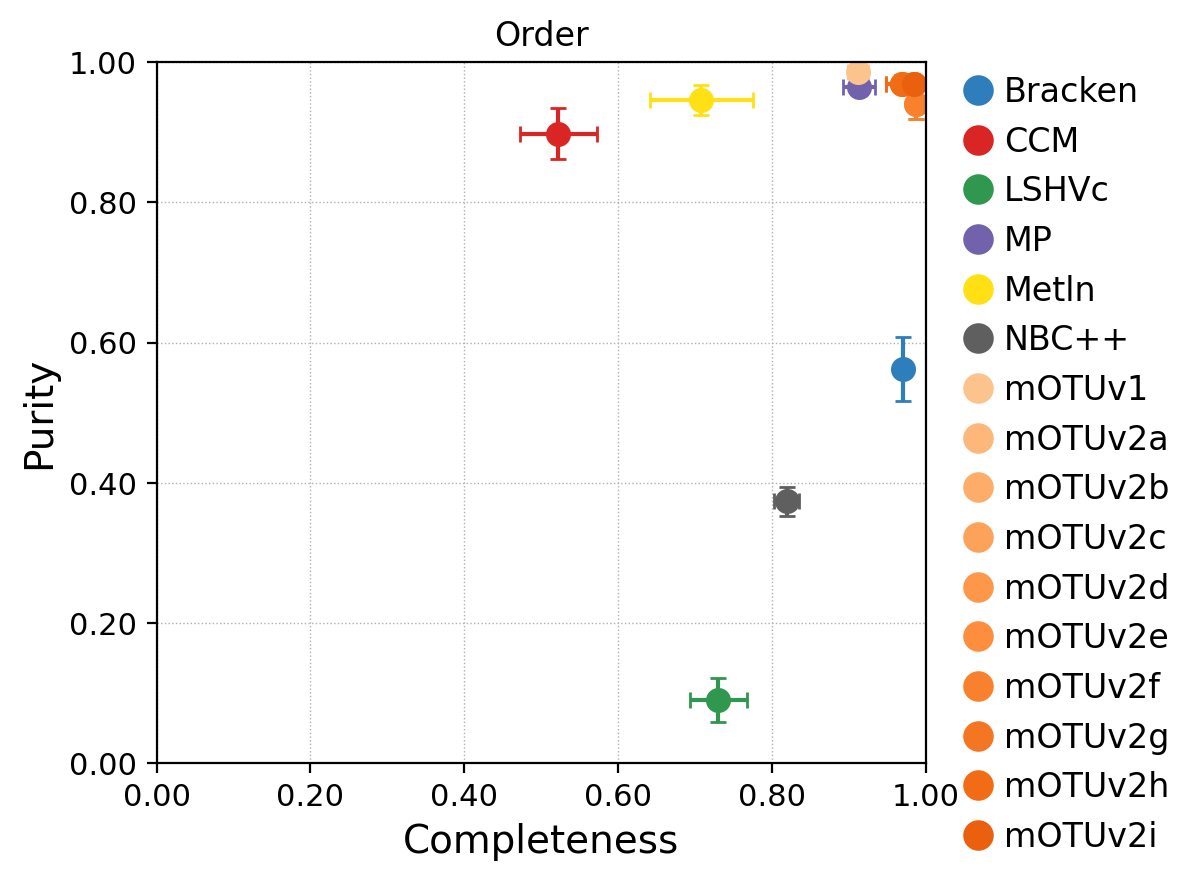 Order
1.00
0.80
0.60
0.40
0.20
0.00
Purity
0.00 0.20 0.40 0.60 0.80 1.00
Completeness
Bracken
CCM
LSHVc
MP
Metln
NBC++
mOTUv1
mOTUv2a
mOTUv2b
mOTUv2c
mOTUv2d
mOTUv2e
mOTUv2f
mOTUv2g
mOTUv2h
mOTUv2i